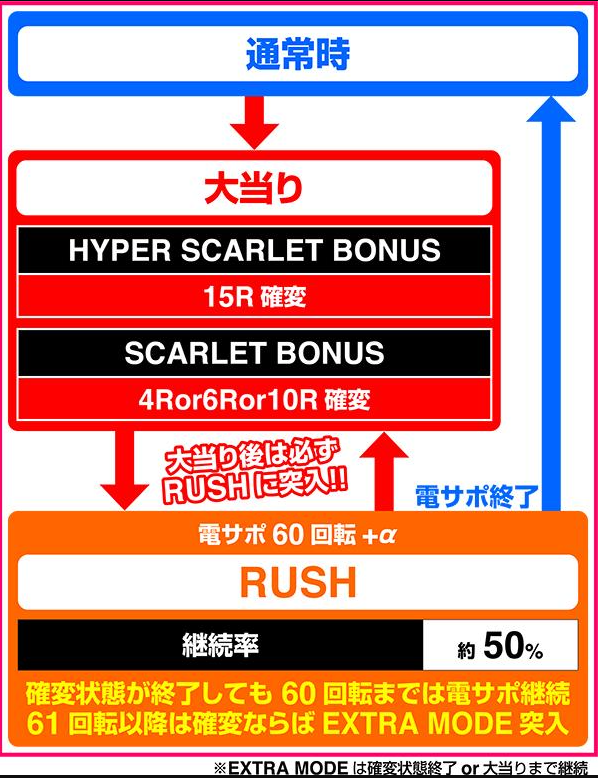 通常時
大当り
HYPER SCARLET BONUS
15R 確変
SCARLET BONUS
4Ror6Ror10R 確変
大当り後は必ず
RUSHに突入!!
電サポ終了
電サポ 60 回転 +α
RUSH
継続率
約 50%
確変状態が終了しても 60 回転までは電サポ継続
61 回転以降は確変ならば EXTRA MODE 突入
※EXTRA MODE は確変状態終了 or 大当りまで継続